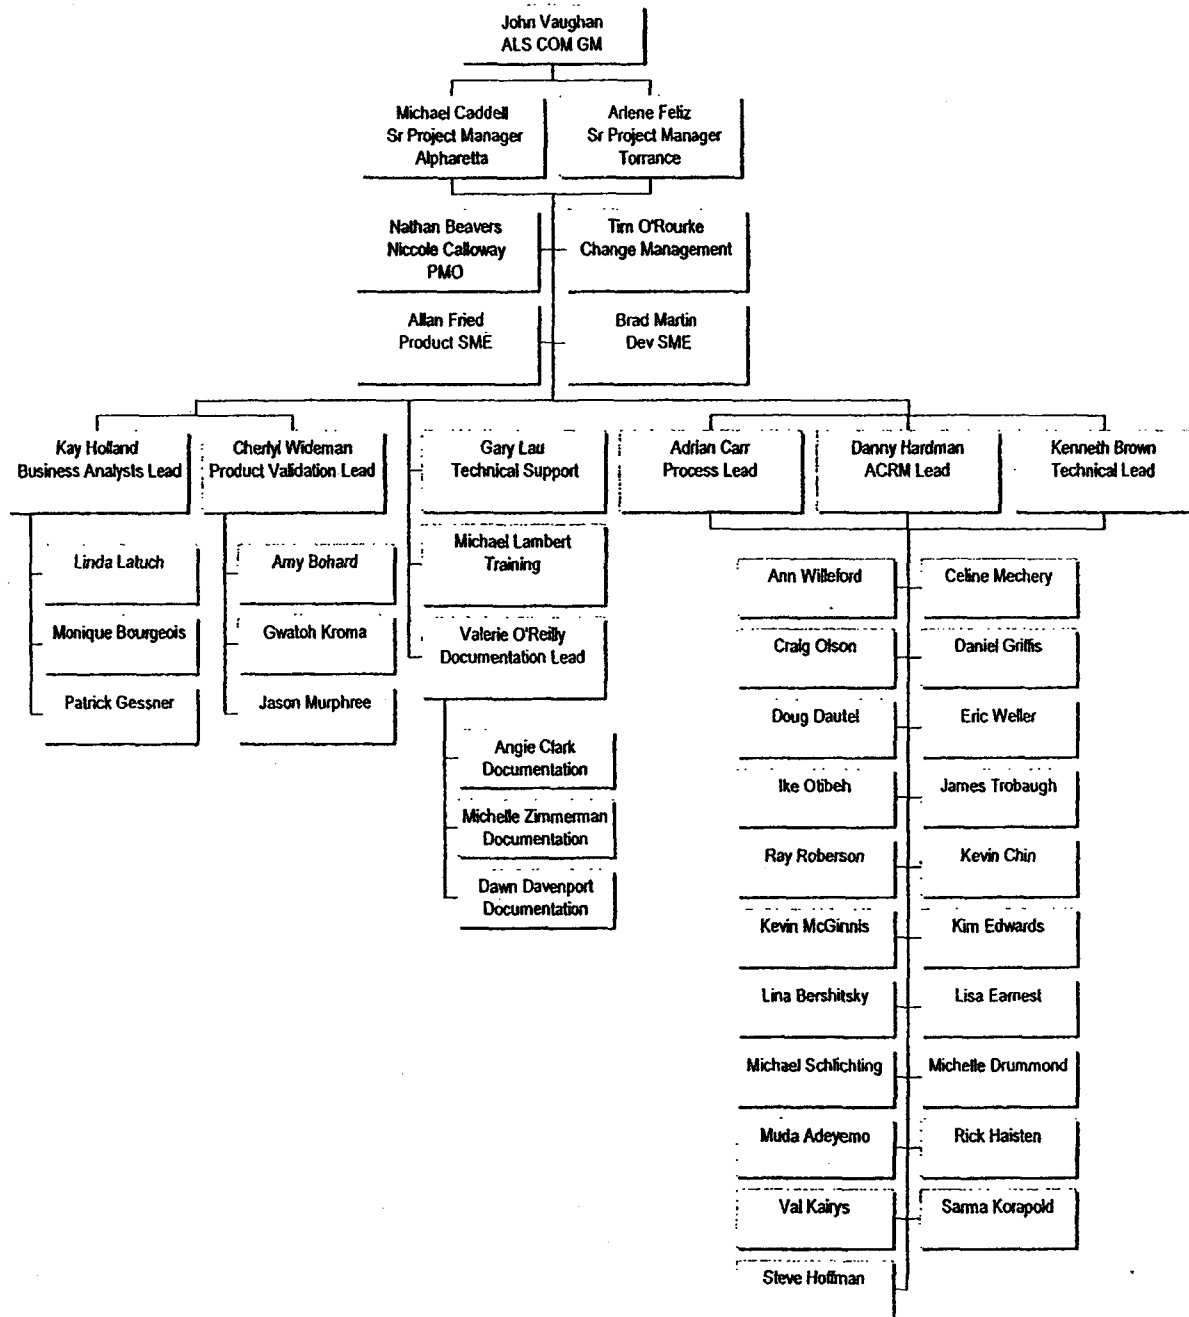 John Vaughan
ALS COM GM
Michael Caddell
Sr Project Manager
Alpharetta
Arlene Feliz
Sr Project Manager
Torrance
Nathan Beavers
Niccole Calloway
PMO
Tim O'Rourke
Change Management
Allan Fried
Product SME
Brad Martin
Dev SME
Kay Holland
Business Analysts Lead
Cherlyl Wideman
Product Validation Lead
Gary Lau
Technical Support
Adrian Carr
Process Lead
Danny Hardman
ACRM Lead
Kenneth Brown
Technical Lead
Linda Latuch
Monique Bourgeois
Patrick Gessner
Amy Bohard
Gwatoh Kroma
Jason Murphree
Michael Lambert
Training
Valerie O'Reilly
Documentation Lead
Angie Clark
Documentation
Michelle Zimmerman
Documentation
Dawn Davenport
Documentation
Ann Willeford
Celine Mechery
Craig Olson
Daniel Griffis
Doug Dautel
Eric Weller
Ike Otibeh
James Trobaugh
Ray Roberson
Kevin Chin
Kevin McGinnis
Kim Edwards
Lina Bershitsky
Lisa Earnest
Michael Schlichting
Michelle Drummond
Muda Adeyemo
Rick Haisten
Val Kairys
Sarma Korapold
Steve Hoffman